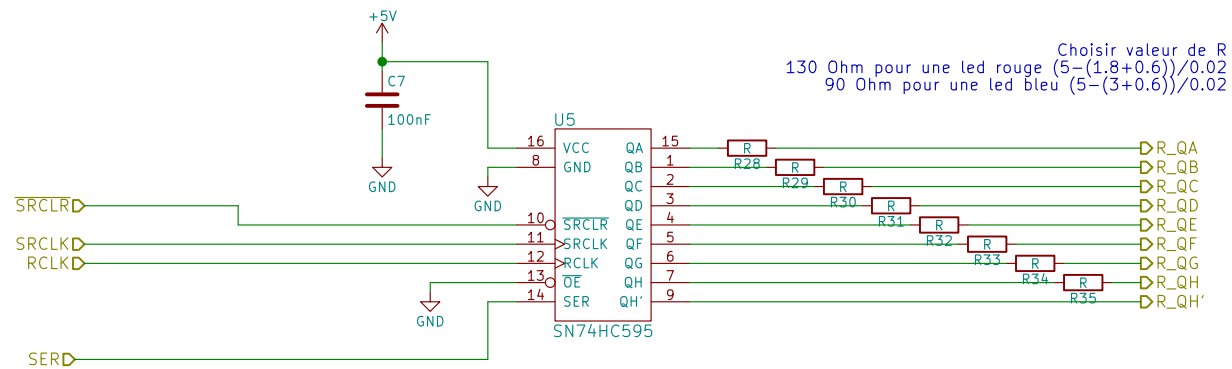 +5V
Choisir valeur de R
130 Ohm pour une led rouge (5-(1.8+0.6))/0.02
90 Ohm pour une led bleu (5-(3+0.6))/0.02
C7
100nF
GND
U5
16 VCC QA 15 R R28 R_QA
8 GND QB 1 R R29 R_QB
GND
QC 2 R R30 R_QC
SRCLR QD 3 R R31 R_QD
10 SRCLR QE 4 R R32 R_QE
SRCLK 11 SRCLK QF 5 R R33 R_QF
RCLK 12 RCLK QG 6 R R34 R_QG
13 OE QH 7 R R35 R_QH
GND
14 SER QH' 9 R_QH'
SN74HC595
SER